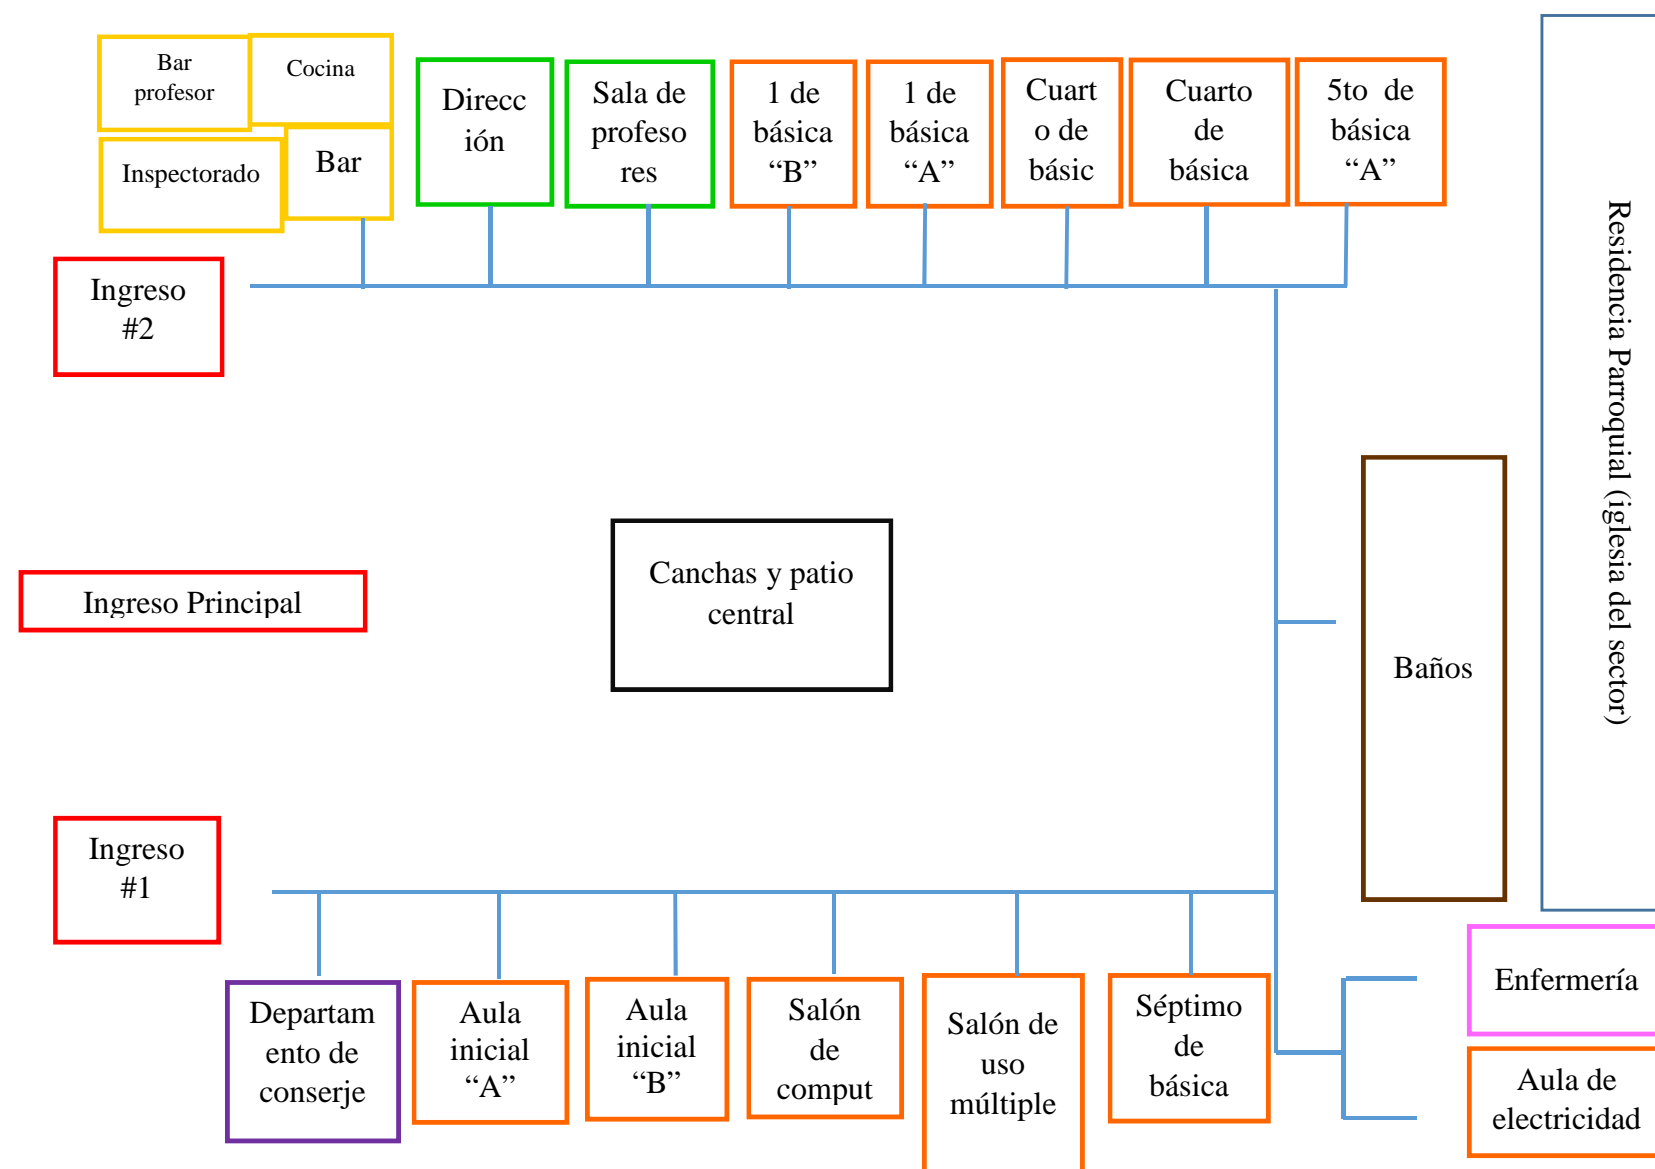 Bar
profesor
Cocina
Inspectorado
Bar
Direcc
ión
Sala de
profeso
res
1 de
básica
“B”
1 de
básica
“A”
Cuart
o de
básic
Cuarto
de
básica
5to  de
básica
“A”
Residencia Parroquial (iglesia del sector)
Ingreso
#2
Canchas y patio
central
Ingreso Principal
Baños
Ingreso
#1
Departam
ento de
conserje
Aula
inicial
“A”
Aula
inicial
“B”
Salón
de
comput
Salón de
uso
múltiple
Séptimo
de
básica
Enfermería
Aula de
electricidad